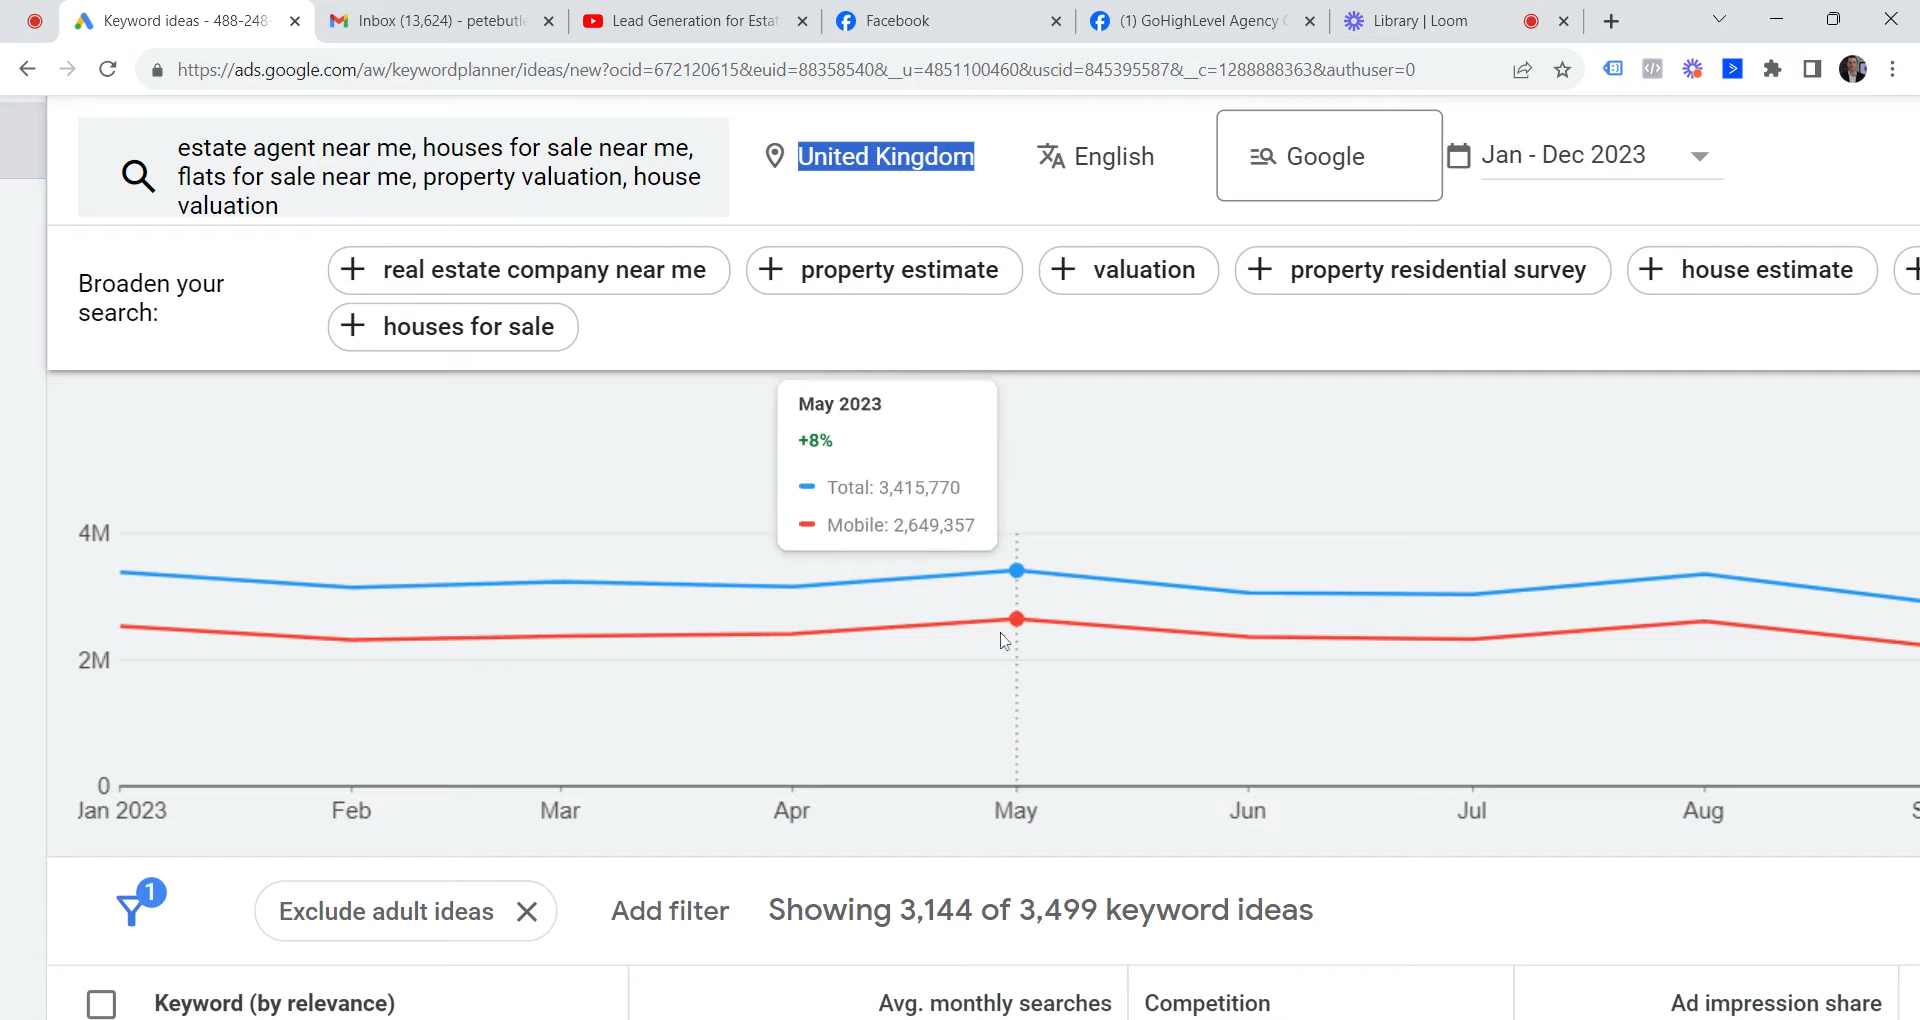 Keyword ideas - 488-248-
Inbox (13,624) - petebutle
Lead Generation for Estat
Facebook
(1) GoHighLevel Agency C
Library | Loom
https://ads.google.com/aw/keywordplanner/ideas/new?ocid=672120615&euid=88358540&__u=4851100460&uscid=845395587&__c=1288888363&authuser=0
estate agent near me, houses for sale near me,
flats for sale near me, property valuation, house
valuation
United Kingdom
English
Google
Jan - Dec 2023
Broaden your
search:
real estate company near me
property estimate
valuation
property residential survey
house estimate
houses for sale
May 2023
+8%
Total: 3,415,770
Mobile: 2,649,357
4M
2M
0
Jan 2023 Feb Mar Apr May Jun Jul Aug S
1
Exclude adult ideas
Add filter
Showing 3,144 of 3,499 keyword ideas
Keyword (by relevance)
Avg. monthly searches
Competition
Ad impression share